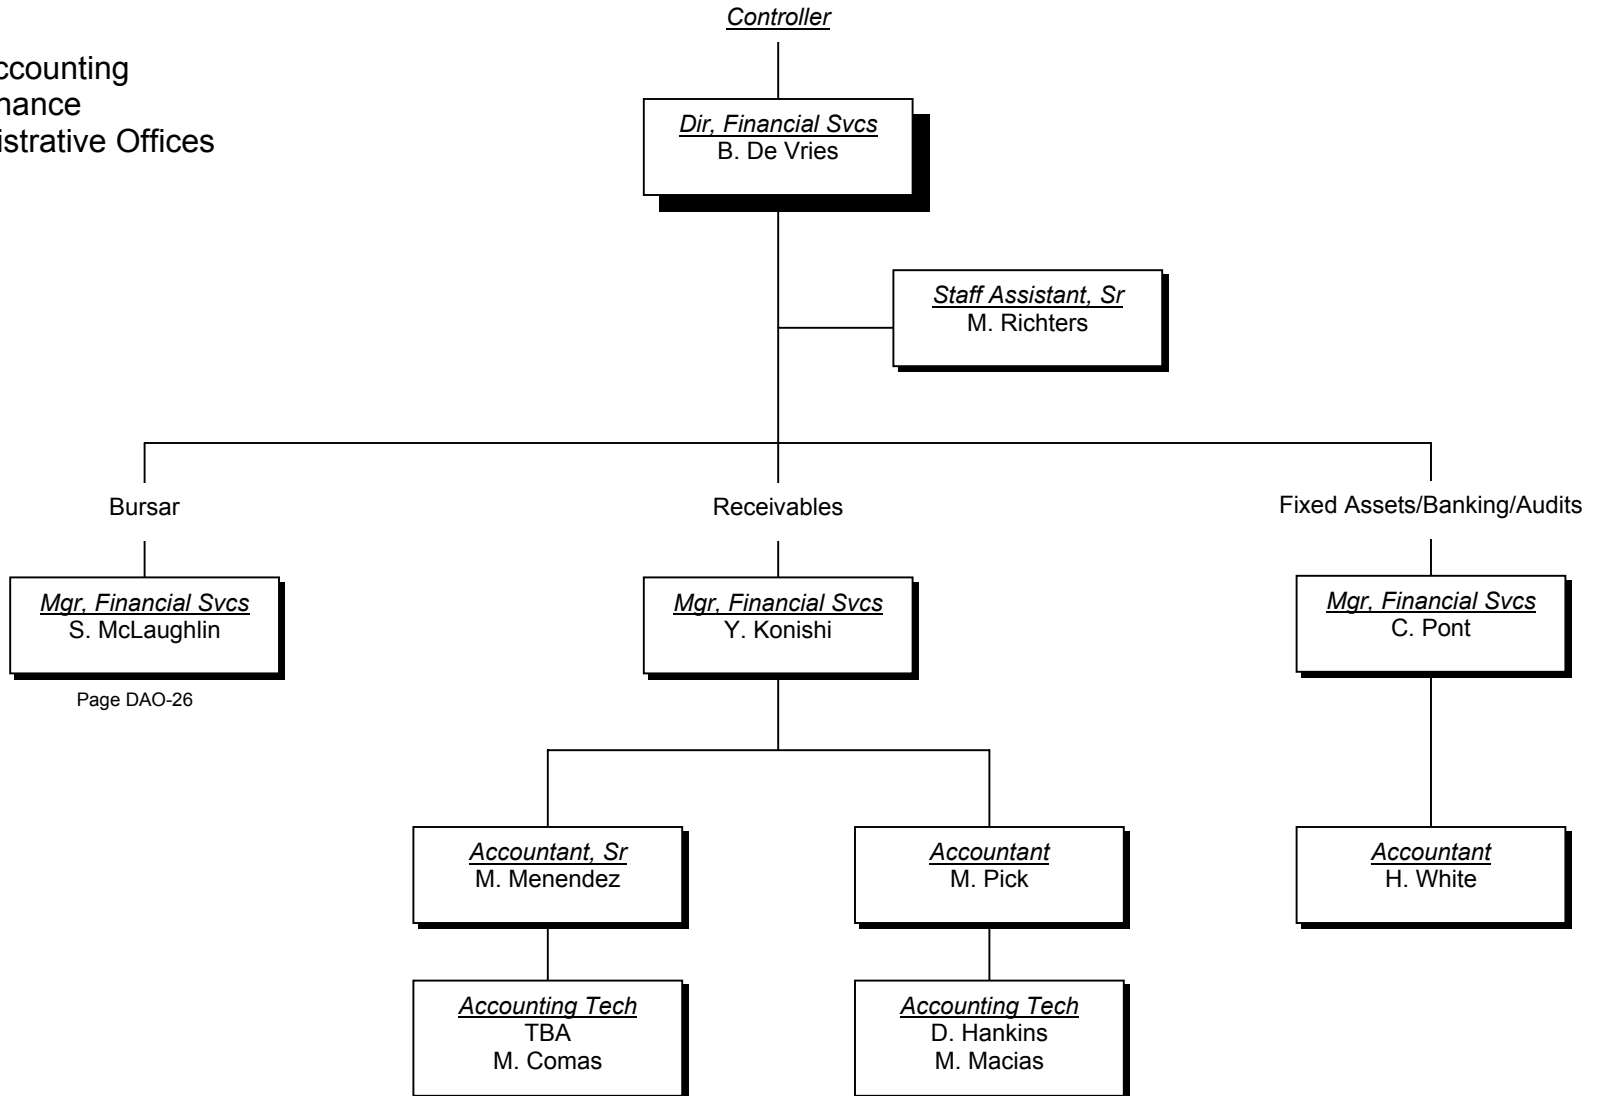 Controller
ccounting
nance
istrative Offices
Dir, Financial Svcs
B. De Vries
Staff Assistant, Sr
M. Richters
Bursar
Receivables
Fixed Assets/Banking/Audits
Mgr, Financial Svcs
S. McLaughlin
Page DAO-26
Mgr, Financial Svcs
Y. Konishi
Mgr, Financial Svcs
C. Pont
Accountant, Sr
M. Menendez
Accountant
M. Pick
Accountant
H. White
Accounting Tech
TBA
M. Comas
Accounting Tech
D. Hankins
M. Macias